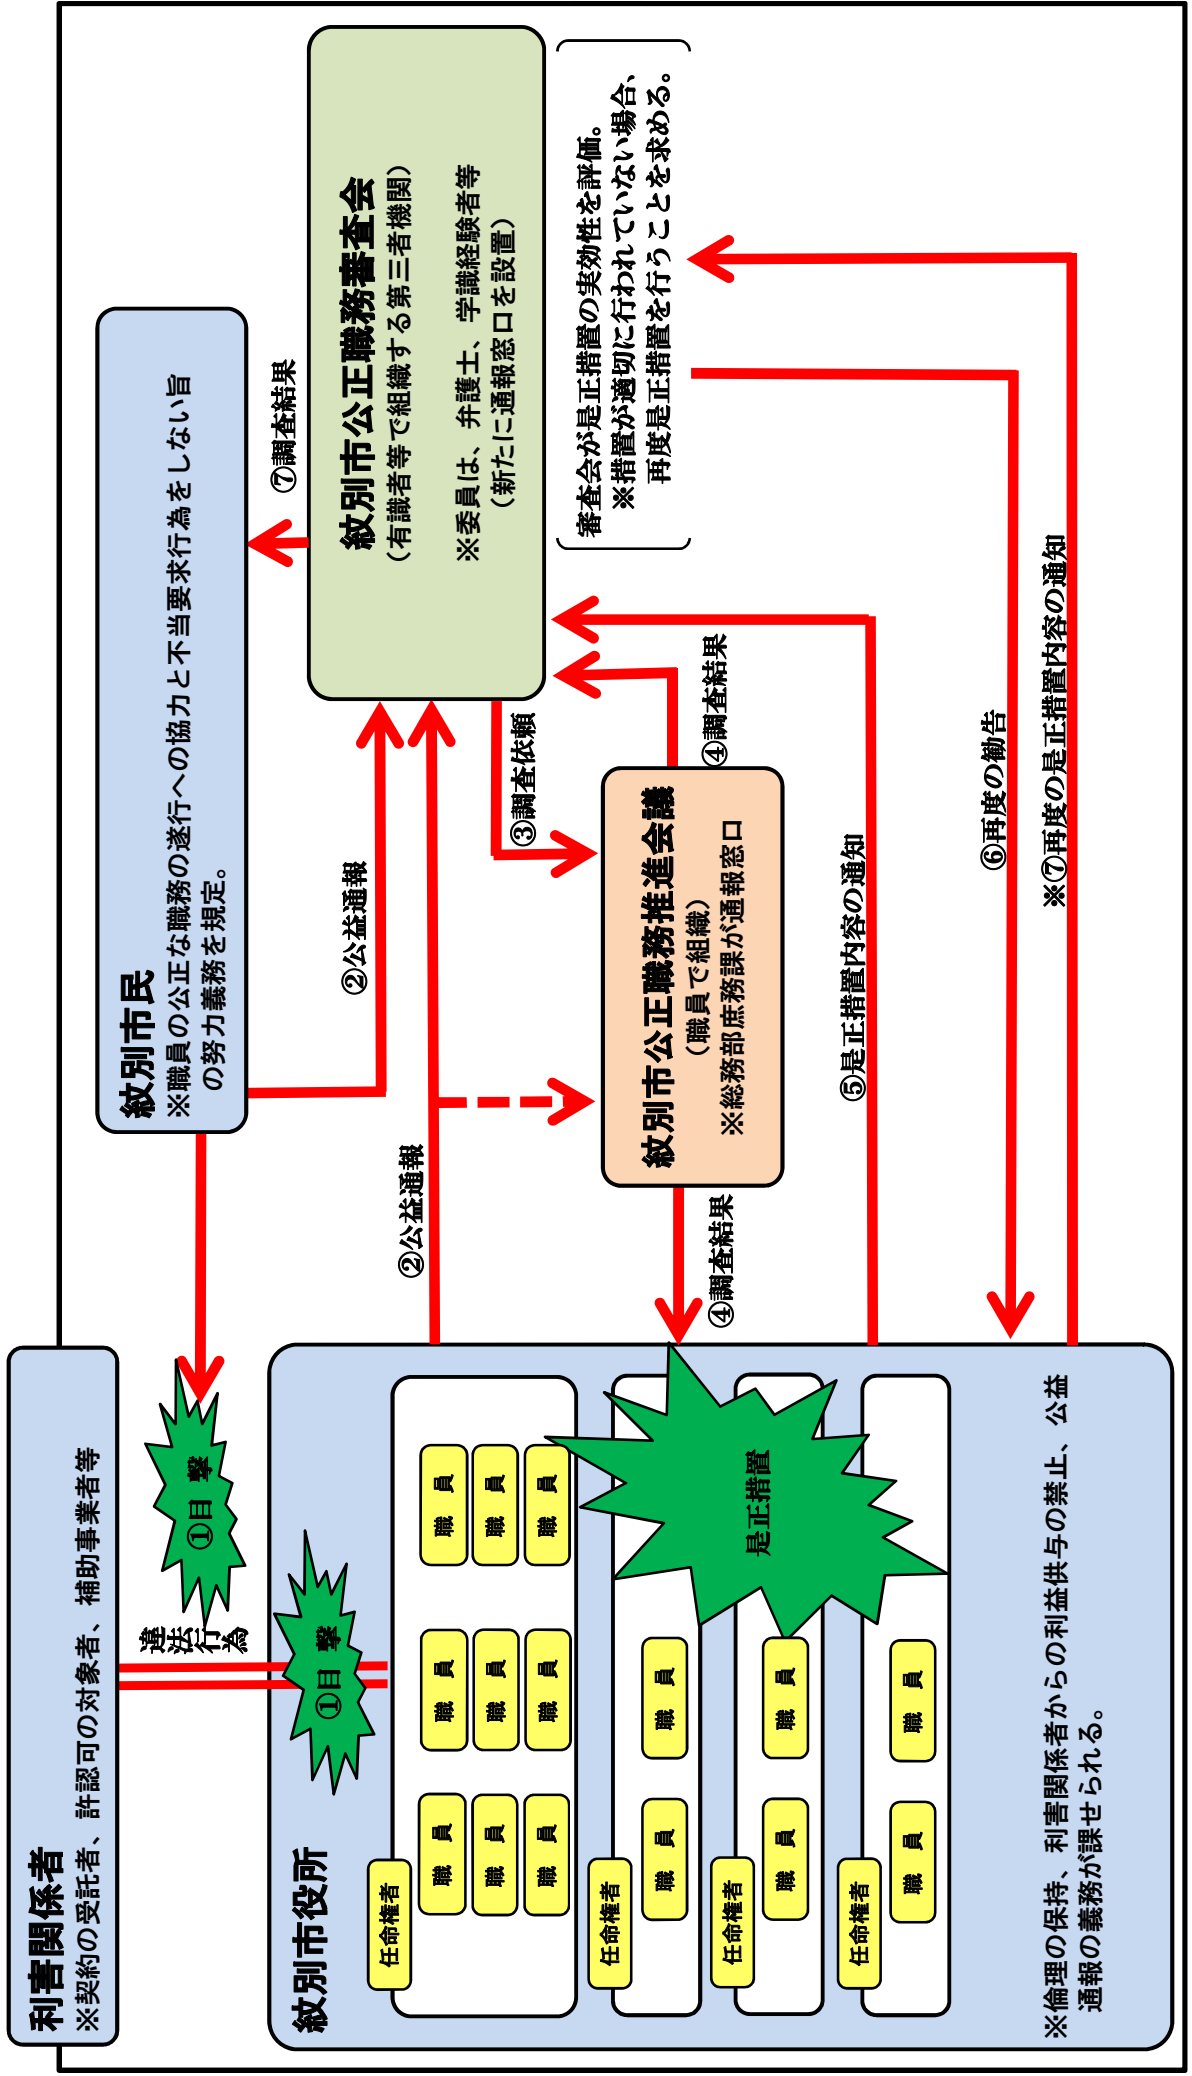 利害関係者
※契約の受託者、許認可の対象者、補助事業者等
紋別市民
※職員の公正な職務の遂行への協力と不当要求行為をしない旨
の努力義務を規定。
①目 撃
違法
行為
①目 撃
⑦調査結果
紋別市公正職務審査会
(有識者等で組織する第三者機関)
※委員は、弁護士、学識経験者等
(新たに通報窓口を設置)
審査会が是正措置の実効性を評価。
※措置が適切に行われていない場合、
再度是正措置を行うことを求める。
②公益通報
②公益通報
③調査依頼
④調査結果
紋別市公正職務推進会議
(職員で組織)
※総務部庶務課が通報窓口
④調査結果
⑤是正措置内容の通知
⑥再度の勧告
※⑦再度の是正措置内容の通知
紋別市役所
任命権者
職 員
職 員
職 員
職 員
職 員
職 員
職 員
職 員
職 員
任命権者
職 員
職 員
任命権者
職 員
職 員
任命権者
職 員
職 員
是正措置
※倫理の保持、利害関係者からの利益供与の禁止、公益
通報の義務が課せられる。